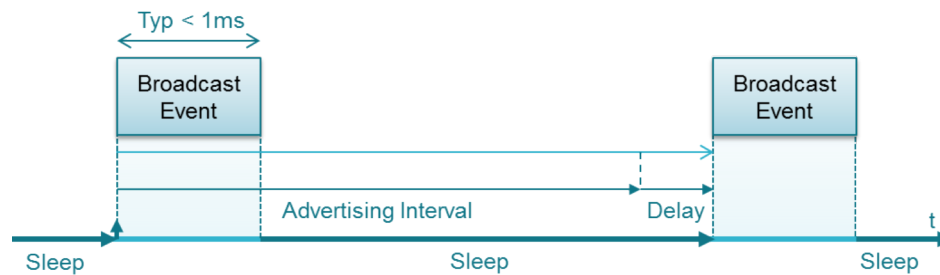 Typ < 1ms
Broadcast
Event
Broadcast
Event
Advertising Interval
Delay
t
Sleep
Sleep
Sleep